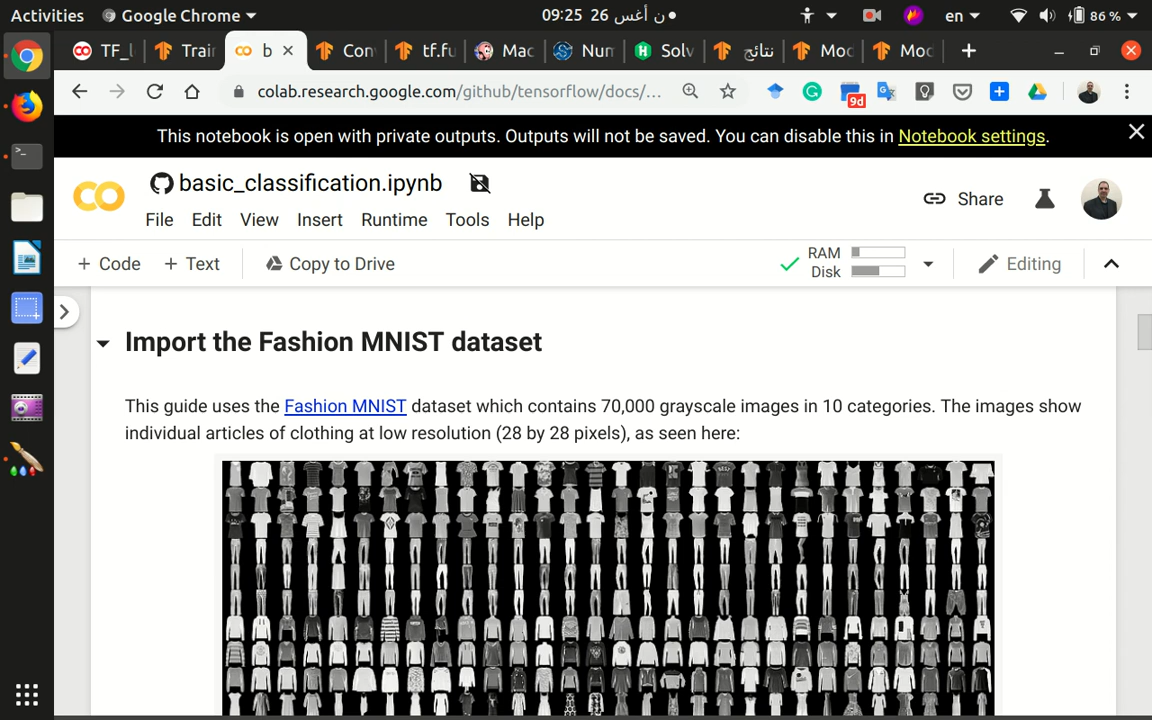 Activities Google Chrome 09:25 26 ن أغس en 86 %
TF_ Trair b Con tf.fu Mac Nun Solv نتائج Moc Moc
colab.research.google.com/github/tensorflow/docs/... 9d
This notebook is open with private outputs. Outputs will not be saved. You can disable this in Notebook settings.
basic_classification.ipynb
Share
File Edit View Insert Runtime Tools Help
+ Code + Text Copy to Drive RAM Disk Editing
Import the Fashion MNIST dataset
This guide uses the Fashion MNIST dataset which contains 70,000 grayscale images in 10 categories. The images show
individual articles of clothing at low resolution (28 by 28 pixels), as seen here: